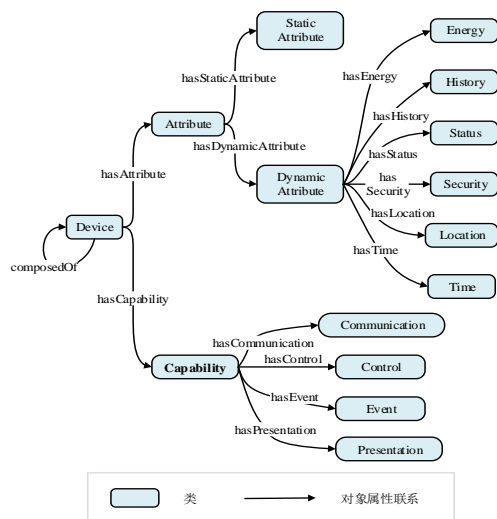 Static
Attribute
Energy
hasEnergy
hasStaticAttribute
History
hasHistory
Attribute
hasDynamicAttribute
Status
hasStatus
Dynamic
Attribute
has
Security
Security
hasAttribute
hasLocation
Location
Device
hasTime
composedOf
Time
hasCapability
Communication
hasCommunication
hasControl
Control
Capability
hasEvent
Event
hasPresentation
Presentation
类
对象属性联系